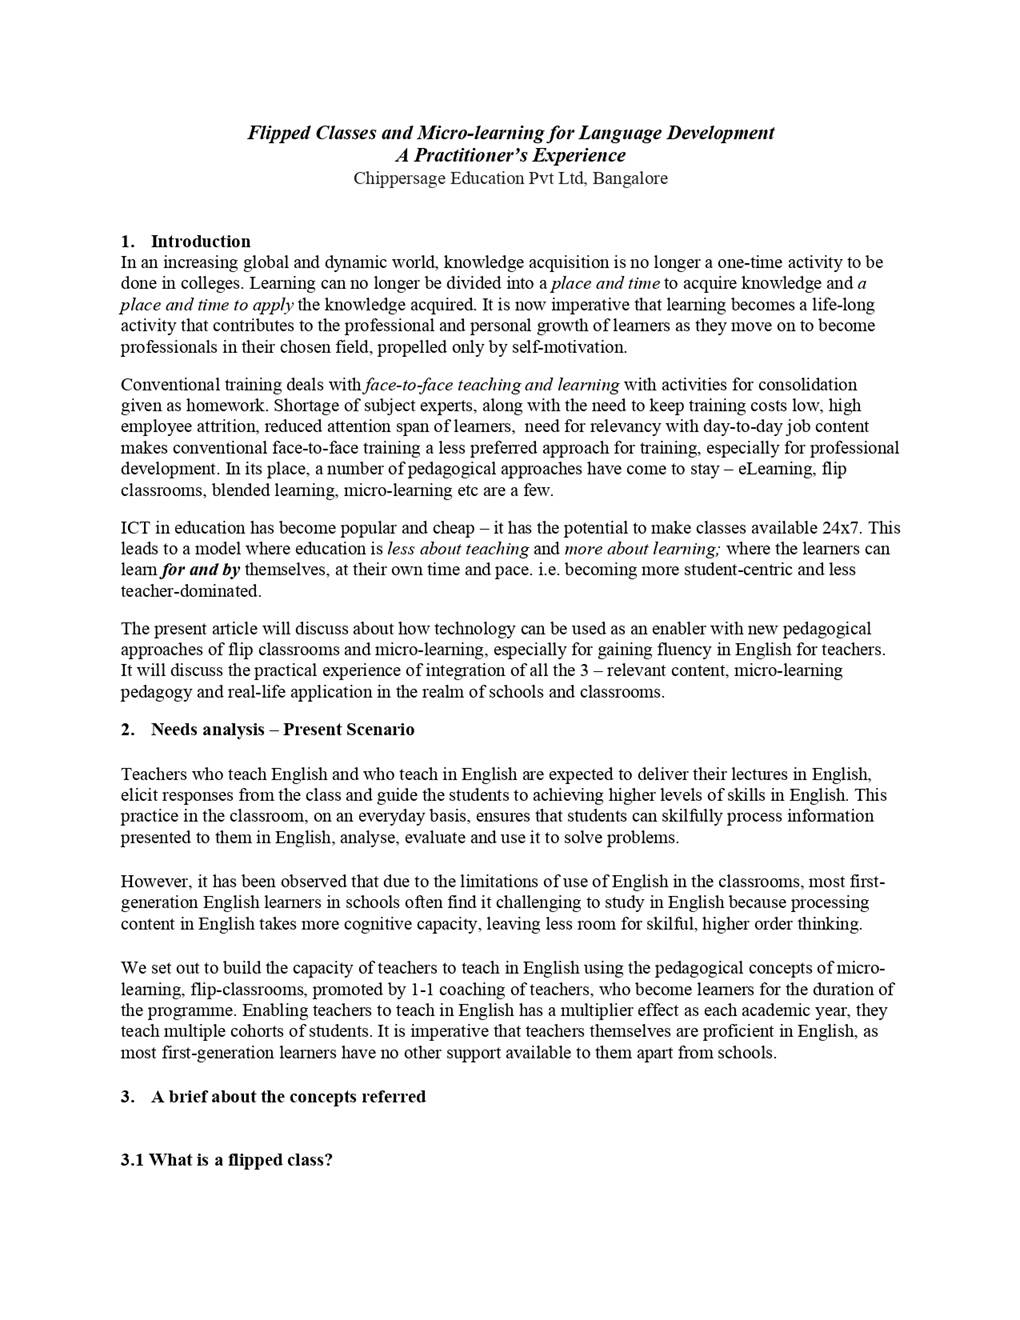 Flipped Classes and Micro-learning for Language Development
A Practitioner's Experience
Chippersage Education Pvt Ltd, Bangalore
1. Introduction
In an increasing global and dynamic world, knowledge acquisition is no longer a one-time activity to be
done in colleges. Learning can no longer be divided into a place and time to acquire knowledge and a
place and time to apply the knowledge acquired. It is now imperative that learning becomes a life-long
activity that contributes to the professional and personal growth of learners as they move on to become
professionals in their chosen field, propelled only by self-motivation.
Conventional training deals with face-to-face teaching and learning with activities for consolidation
given as homework. Shortage of subject experts, along with the need to keep training costs low, high
employee attrition, reduced attention span of learners,  need for relevancy with day-to-day job content
makes conventional face-to-face training a less preferred approach for training, especially for professional
development. In its place, a number of pedagogical approaches have come to stay – eLearning, flip
classrooms, blended learning, micro-learning etc are a few.
ICT in education has become popular and cheap – it has the potential to make classes available 24x7. This
leads to a model where education is less about teaching and more about learning; where the learners can
learn for and by themselves, at their own time and pace. i.e. becoming more student-centric and less
teacher-dominated.
The present article will discuss about how technology can be used as an enabler with new pedagogical
approaches of flip classrooms and micro-learning, especially for gaining fluency in English for teachers.
It will discuss the practical experience of integration of all the 3 – relevant content, micro-learning
pedagogy and real-life application in the realm of schools and classrooms.
2. Needs analysis – Present Scenario
Teachers who teach English and who teach in English are expected to deliver their lectures in English,
elicit responses from the class and guide the students to achieving higher levels of skills in English. This
practice in the classroom, on an everyday basis, ensures that students can skilfully process information
presented to them in English, analyse, evaluate and use it to solve problems.
However, it has been observed that due to the limitations of use of English in the classrooms, most first-
generation English learners in schools often find it challenging to study in English because processing
content in English takes more cognitive capacity, leaving less room for skilful, higher order thinking.
We set out to build the capacity of teachers to teach in English using the pedagogical concepts of micro-
learning, flip-classrooms, promoted by 1-1 coaching of teachers, who become learners for the duration of
the programme. Enabling teachers to teach in English has a multiplier effect as each academic year, they
teach multiple cohorts of students. It is imperative that teachers themselves are proficient in English, as
most first-generation learners have no other support available to them apart from schools.
3. A brief about the concepts referred
3.1 What is a flipped class?